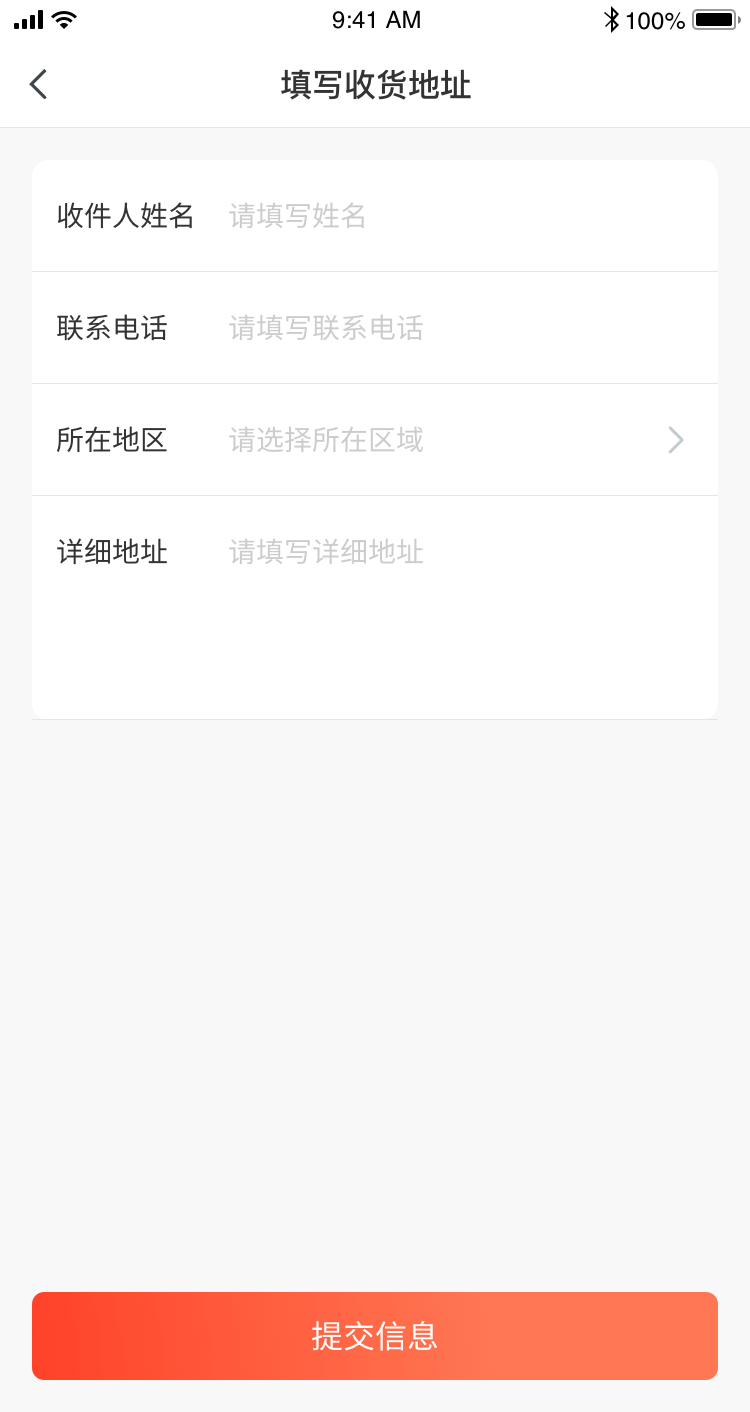 9:41 AM 100%
填写收货地址
收件人姓名 请填写姓名
联系电话 请填写联系电话
所在地区 请选择所在区域
详细地址 请填写详细地址
提交信息